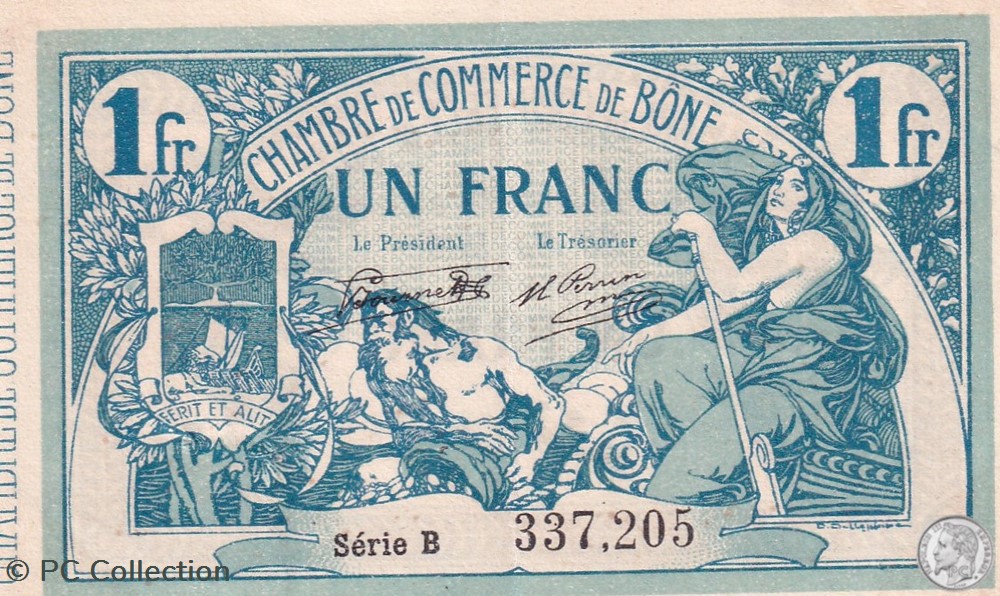 1fr
CHAMBRE DE COMMERCE DE BÔNE
1fr
UN FRANC
Le Président
Le Trésorier
FERIT ET ALIT
Série B
337,205
© PC Collection